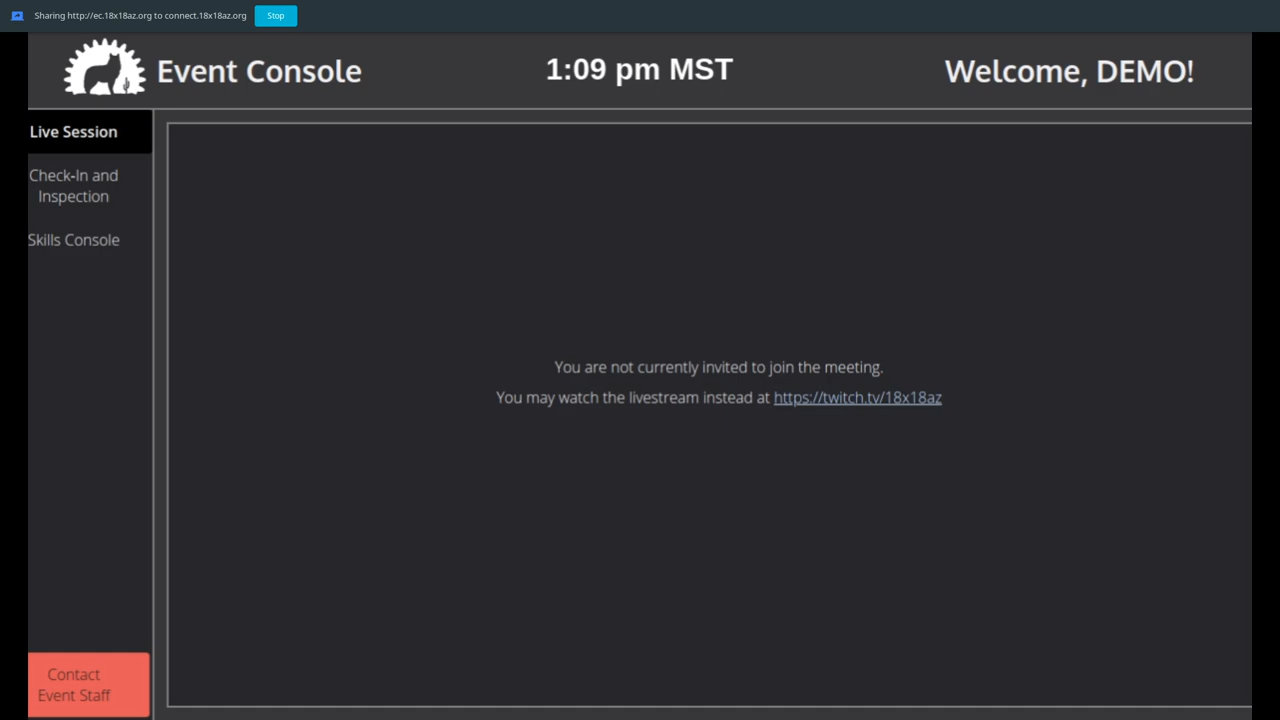 Sharing http://ec.18x18az.org to connect.18x18az.org Stop
Event Console 1:09 pm MST Welcome, DEMO!
Live Session
Check-In and
Inspection
Skills Console
You are not currently invited to join the meeting.
You may watch the livestream instead at https://twitch.tv/18x18az
Contact
Event Staff